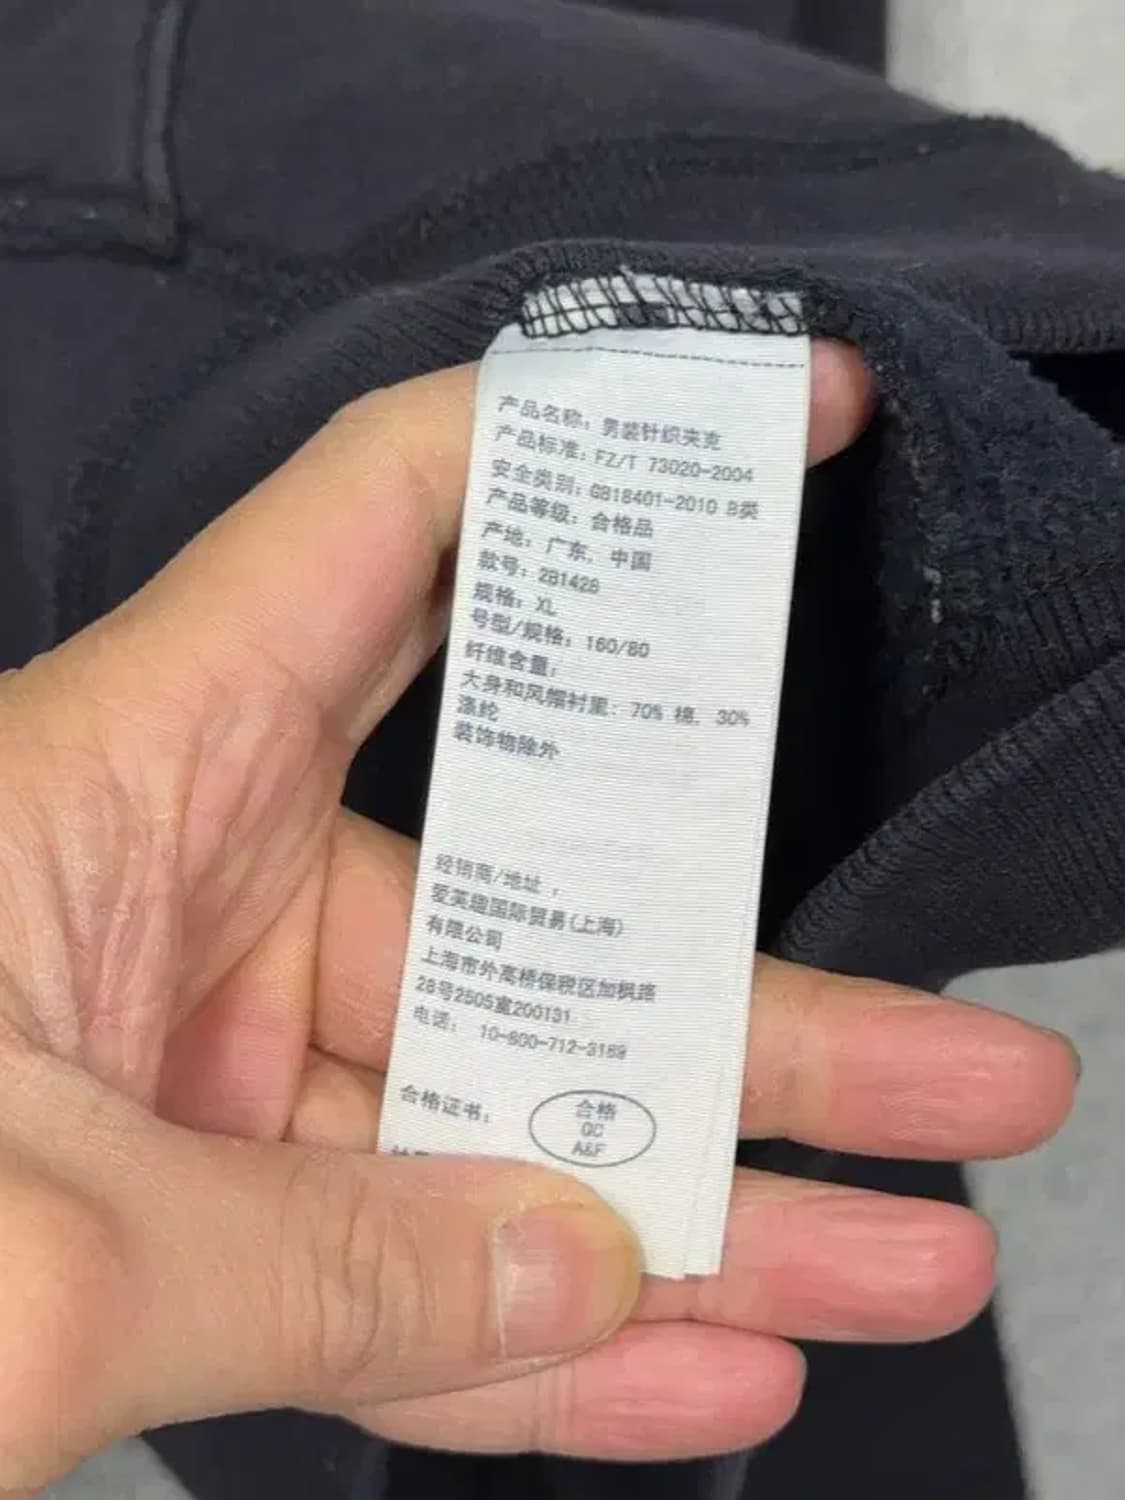 产品名称：男装针织夹克
产品标准：FZ/T 73020-2004
安全类别：GB18401-2010 B类
产品等级：合格品
产地：广东，中国
款号：281428
规格：XL
号型/规格：160/80
纤维含量：
大身和风帽衬里：70% 棉，30%
涤纶
装饰物除外
经销商/地址：
国际贸易(上海)
有限公司
上海市外高桥保税区加枫路
28号2505室200131
电话： 10-800-712-3169
合格证书：
合格
QC
A&F